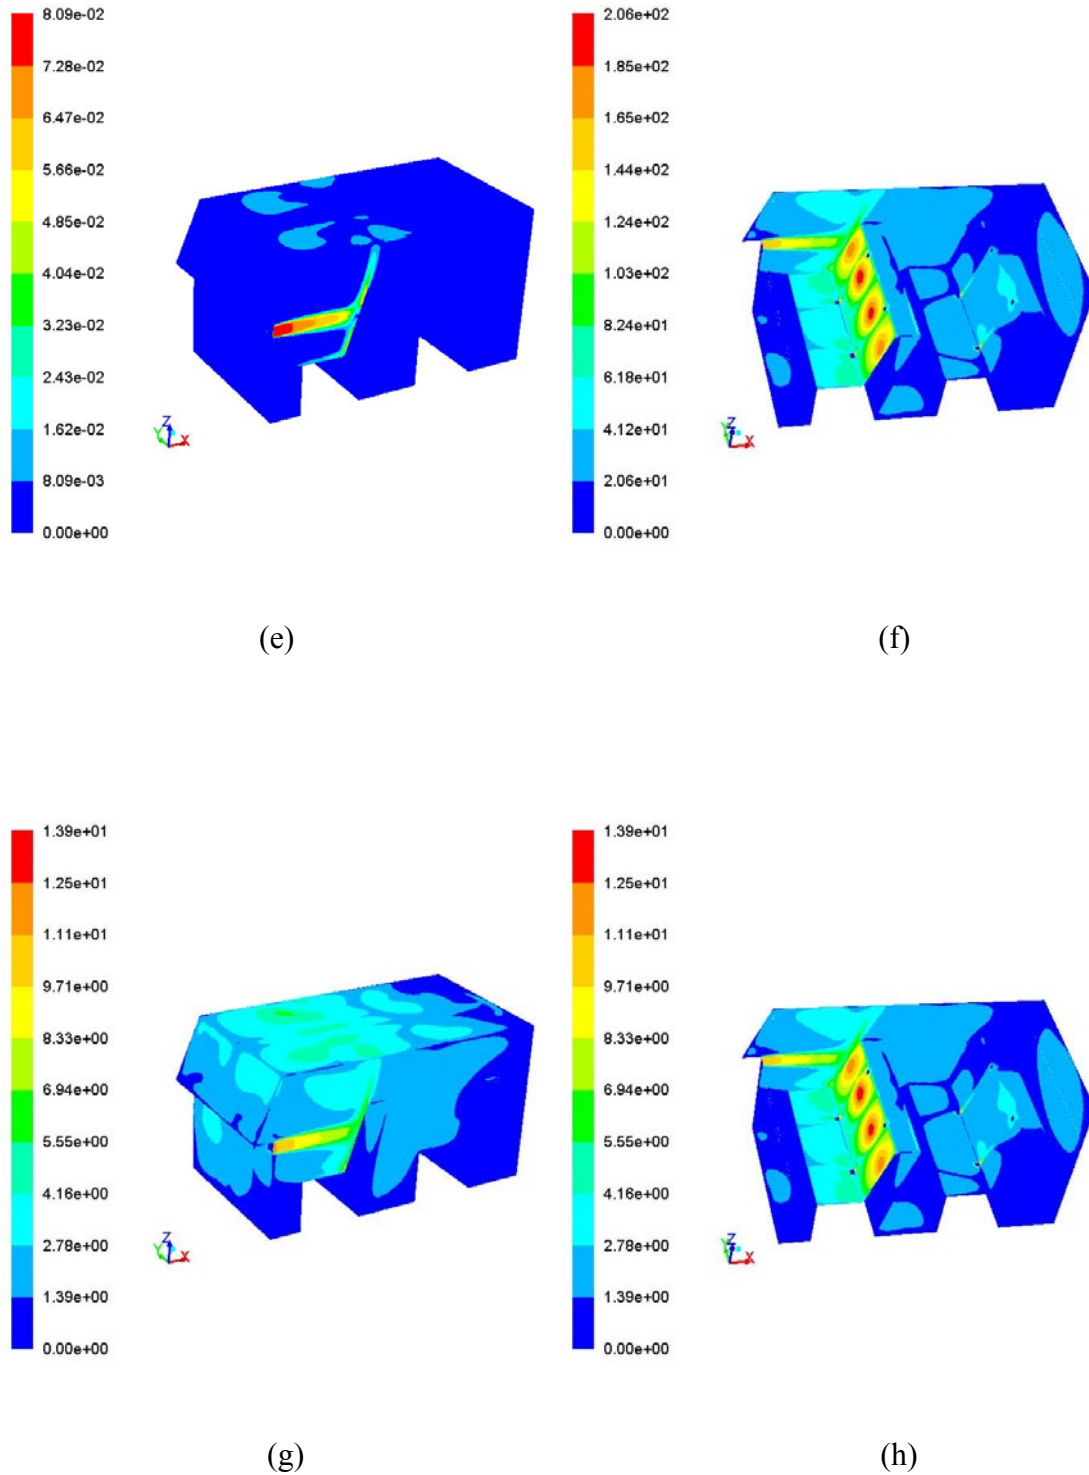 8.09e-02
7.28e-02
6.47e-02
5.66e-02
4.85e-02
4.04e-02
3.23e-02
2.43e-02
1.62e-02
8.09e-03
0.00e+00
Z
Y
X
(e)
2.06e+02
1.85e+02
1.65e+02
1.44e+02
1.24e+02
1.03e+02
8.24e+01
6.18e+01
4.12e+01
2.06e+01
0.00e+00
Z
Y
X
(f)
1.39e+01
1.25e+01
1.11e+01
9.71e+00
8.33e+00
6.94e+00
5.55e+00
4.16e+00
2.78e+00
1.39e+00
0.00e+00
Z
Y
X
(g)
1.39e+01
1.25e+01
1.11e+01
9.71e+00
8.33e+00
6.94e+00
5.55e+00
4.16e+00
2.78e+00
1.39e+00
0.00e+00
Z
Y
X
(h)